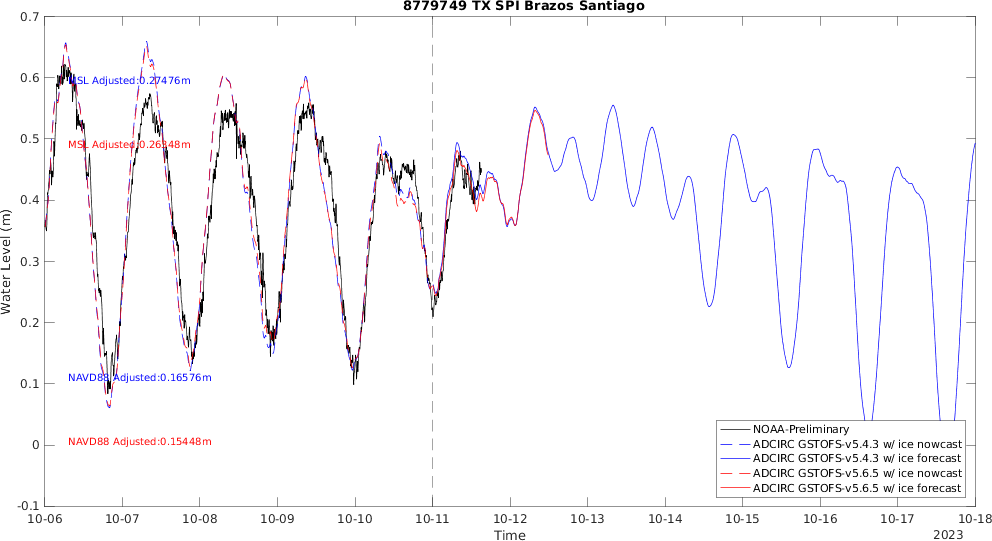 8779749 TX SPI Brazos Santiago
0.7
0.6
0.5
0.4
0.3
0.2
0.1
0
-0.1
Water Level (m)
MSL Adjusted:0.27476m
MSL Adjusted:0.26348m
NAVD88 Adjusted:0.16576m
NAVD88 Adjusted:0.15448m
NOAA-Preliminary
ADCIRC GSTOFS-v5.4.3 w/ ice nowcast
ADCIRC GSTOFS-v5.4.3 w/ ice forecast
ADCIRC GSTOFS-v5.6.5 w/ ice nowcast
ADCIRC GSTOFS-v5.6.5 w/ ice forecast
10-06 10-07 10-08 10-09 10-10 10-11 10-12 10-13 10-14 10-15 10-16 10-17 10-18
Time
2023